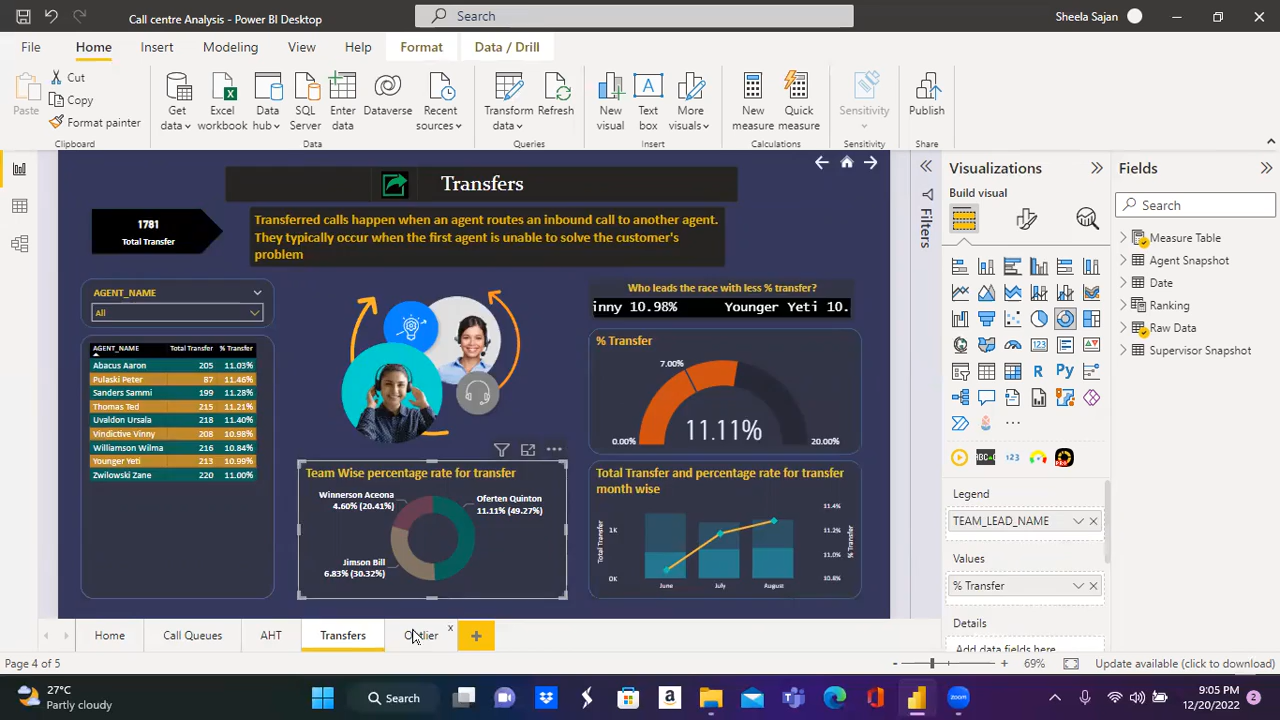 Call centre Analysis - Power BI Desktop
Search
Sheela Sajan
File
Home
Insert
Modeling
View
Help
Format
Data / Drill
Paste
Cut
Copy
Format painter
Get data
Excel workbook
Data hub
SQL Server
Enter data
Dataverse
Recent sources
Transform data
Refresh
New visual
Text box
More visuals
New measure
Quick measure
Sensitivity
Publish
Clipboard
Data
Queries
Insert
Calculations
Sensitivity
Share
Transfers
1781
Total Transfer
Transferred calls happen when an agent routes an inbound call to another agent.
They typically occur when the first agent is unable to solve the customer's
problem
AGENT_NAME
All
AGENT_NAME Total Transfer % Transfer
Abacus Aaron 205 11.03%
Pulaski Peter 87 11.46%
Sanders Sammi 199 11.28%
Thomas Ted 215 11.21%
Uvaldon Ursala 218 11.40%
Vindictive Vinny 208 10.98%
Williamson Wilma 216 10.84%
Younger Yeti 213 10.99%
Zwilowski Zane 220 11.00%
Team Wise percentage rate for transfer
Winnerson Aceona
4.60% (20.41%)
Oferten Quinton
11.11% (49.27%)
Jimson Bill
6.83% (30.32%)
Who leads the race with less % transfer?
inny 10.98% Younger Yeti 10.
% Transfer
7.00%
0.00%
11.11%
20.00%
Total Transfer and percentage rate for transfer
month wise
Total Transfer
1K
0K
June
July
August
11.4%
11.0%
10.6%
% Transfer
Filters
Visualizations
Build visual
123
R
Py
ABC
123
PRO
Legend
TEAM_LEAD_NAME
Values
% Transfer
Details
Add data fields here
Fields
Search
Measure Table
Agent Snapshot
Date
Ranking
Raw Data
Supervisor Snapshot
Home
Call Queues
AHT
Transfers
Page 4 of 5
69%
Update available (click to download)
27°C
Partly cloudy
Search
9:05 PM
12/20/2022
2